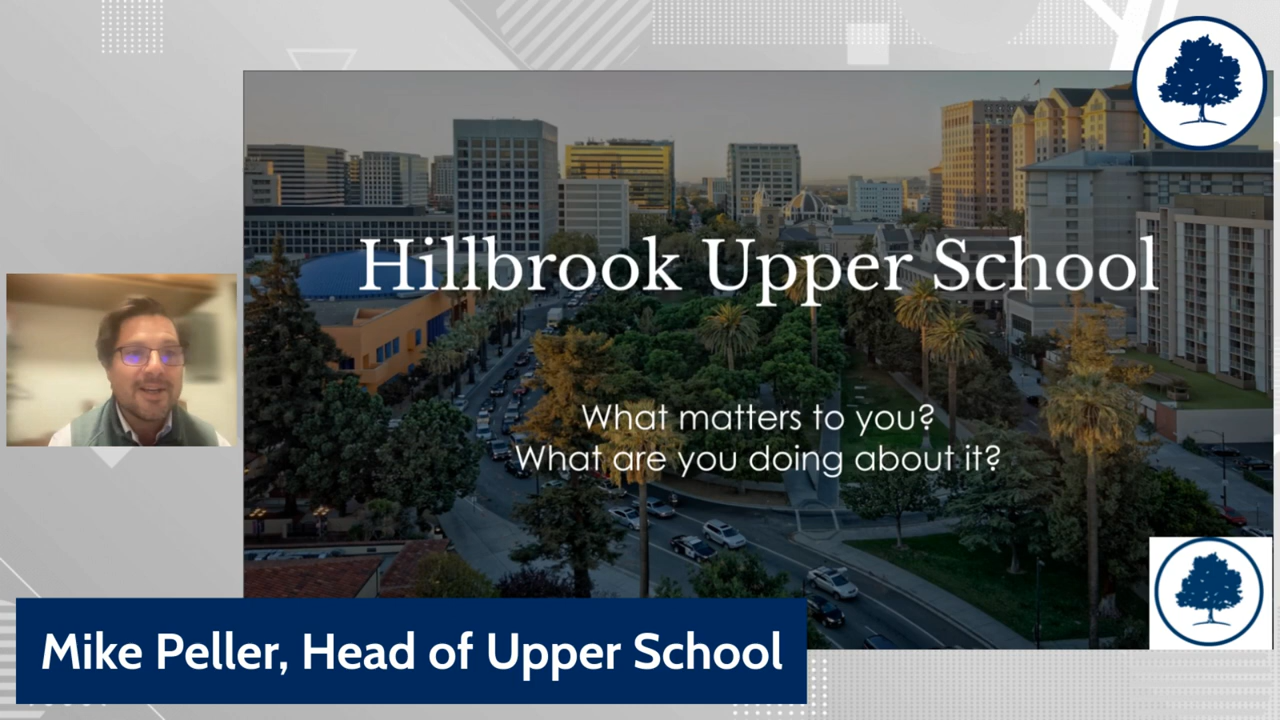 Hillbrook Upper School
What matters to you?
What are you doing about it?
Mike Peller, Head of Upper School